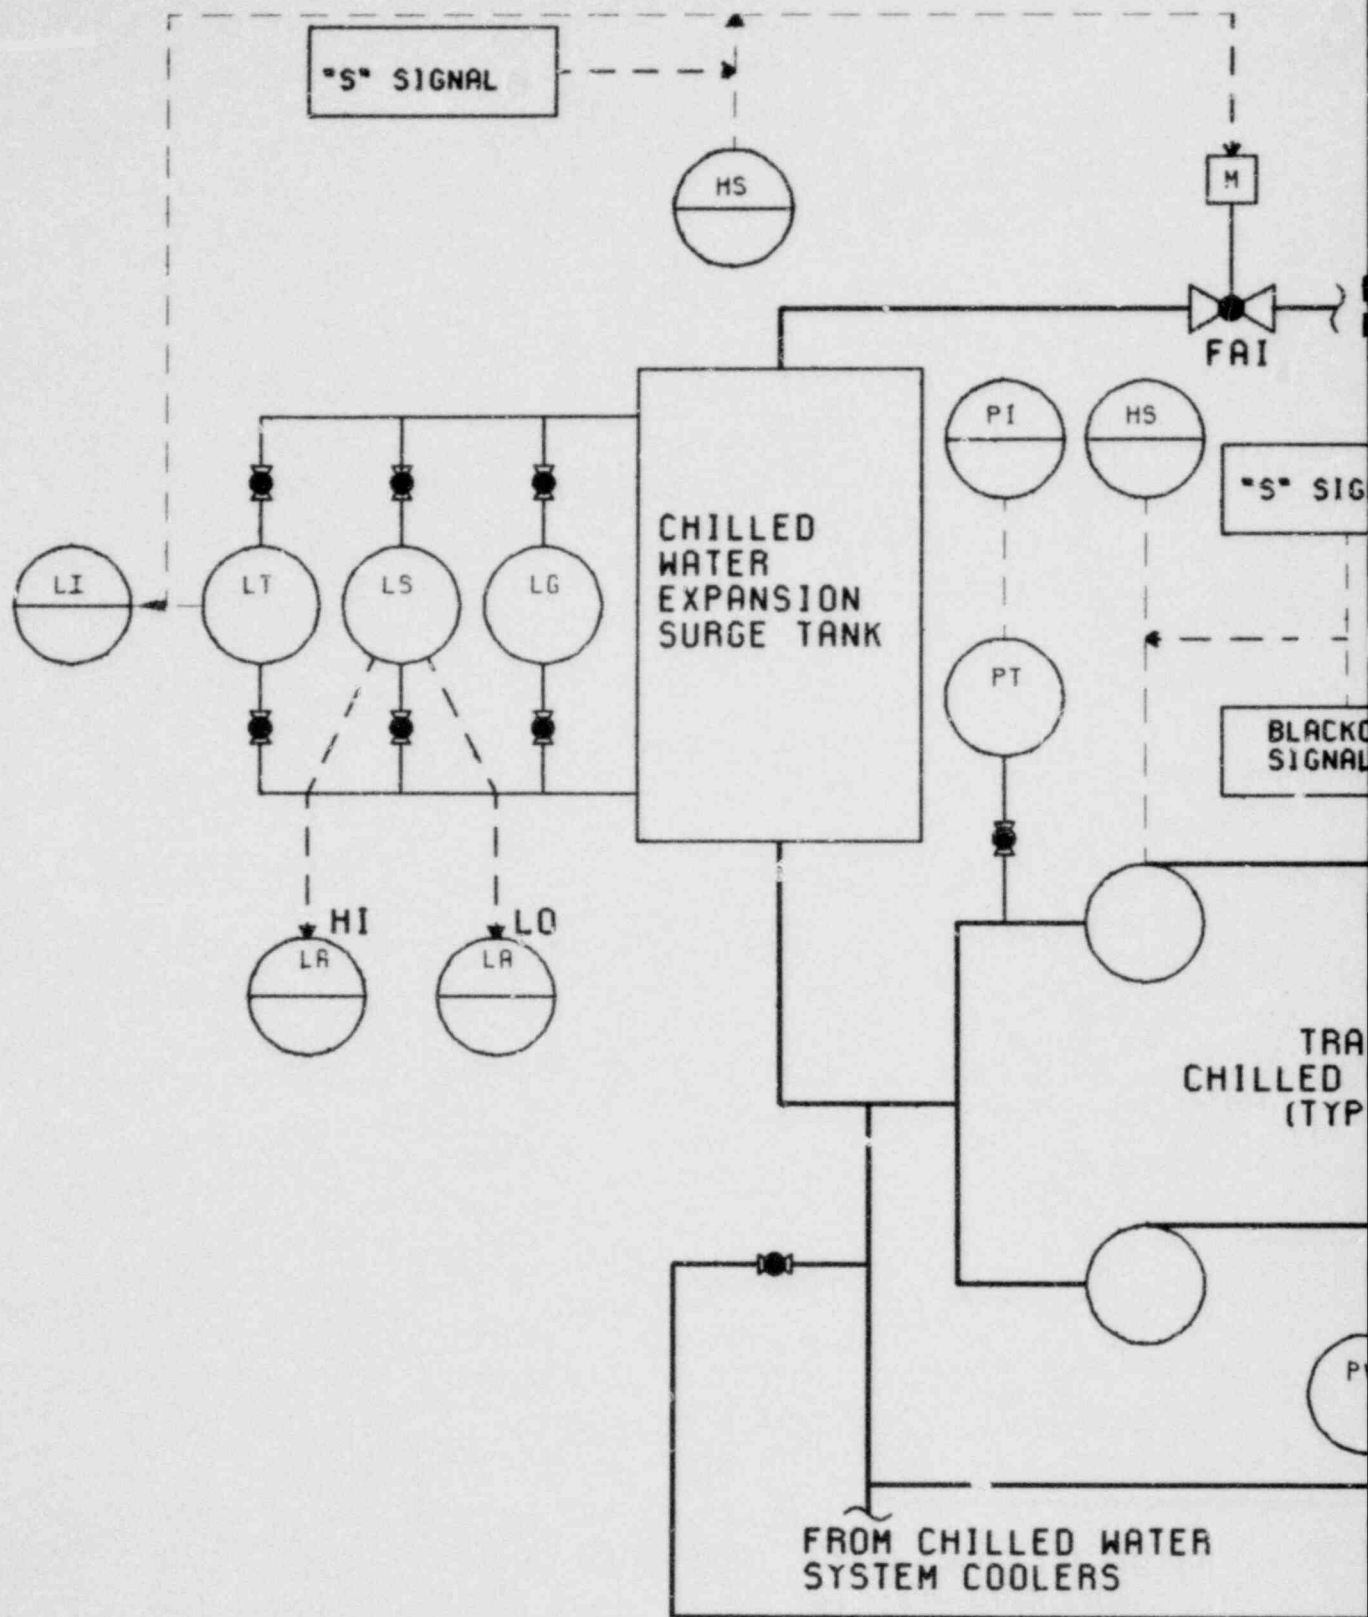 "S" SIGNAL
HS
M
FAI
PI
HS
"S" SIG
CHILLED
WATER
EXPANSION
SURGE TANK
LI
LT
LS
LG
PT
BLACKO
SIGNAL
HI
LO
LA
LA
TRA
CHILLED
(TYP
P
FROM CHILLED WATER
SYSTEM COOLERS